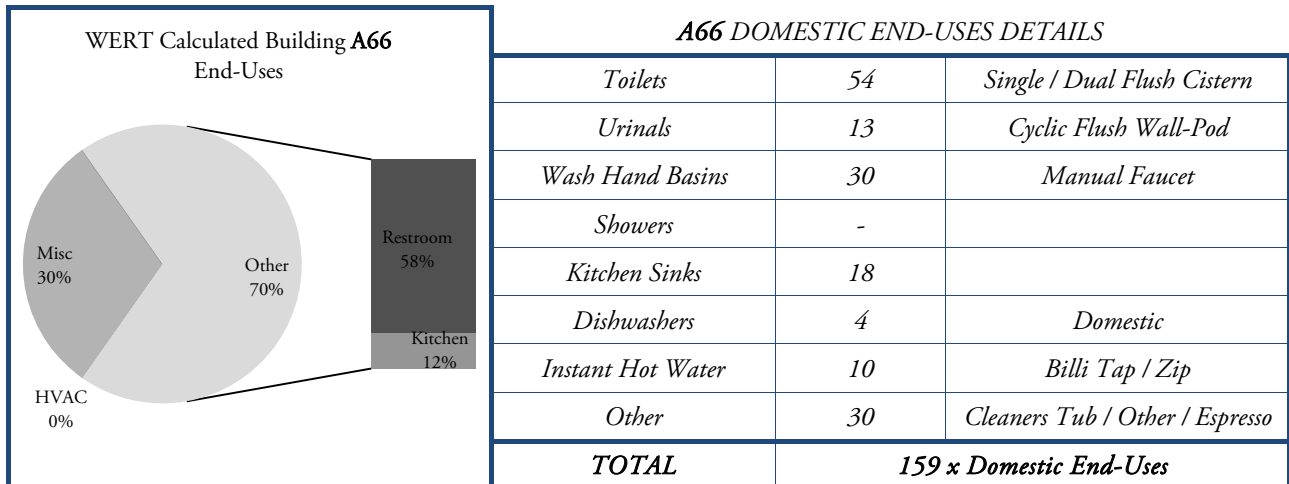 WERT Calculated Building A66
End-Uses
Misc
30%
Other
70%
HVAC
0%
Restroom
58%
Kitchen
12%
A66 DOMESTIC END-USES DETAILS
Toilets 54 Single / Dual Flush Cistern
Urinals 13 Cyclic Flush Wall-Pod
Wash Hand Basins 30 Manual Faucet
Showers -
Kitchen Sinks 18
Dishwashers 4 Domestic
Instant Hot Water 10 Billi Tap / Zip
Other 30 Cleaners Tub / Other / Espresso
TOTAL 159 x Domestic End-Uses